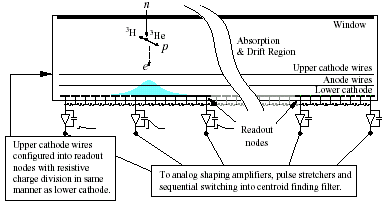 n
Window
³H
³He
p
Absorption
& Drift Region
e⁻
Upper cathode wires
Anode wires
Lower cathode
Readout
nodes
Upper cathode wires
configured into readout
nodes with resistive
charge division in same
manner as lower cathode.
To analog shaping amplifiers, pulse stretchers and
sequential switching into centroid finding filter.